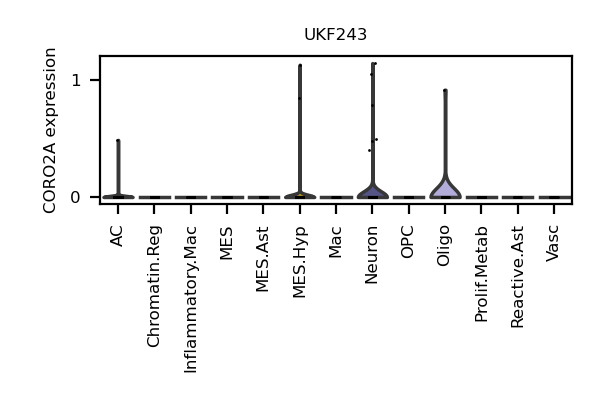 UKF243
CORO2A expression
1
0
AC
Chromatin.Reg
Inflammatory.Mac
MES
MES.Ast
MES.Hyp
Mac
Neuron
OPC
Oligo
Prolif.Metab
Reactive.Ast
Vasc